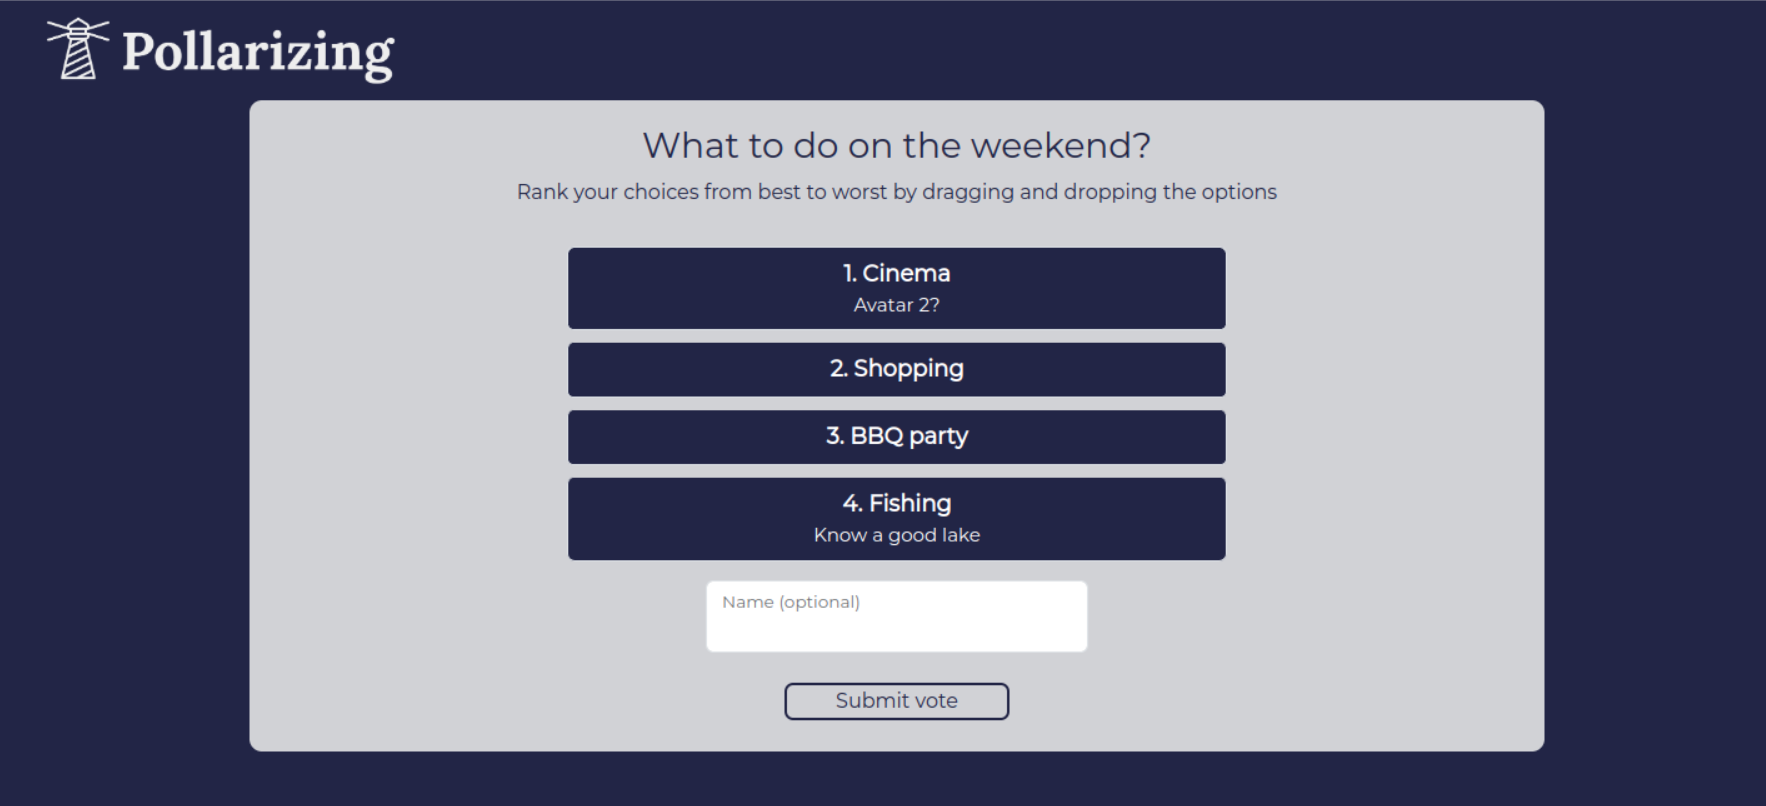 Pollarizing
What to do on the weekend?
Rank your choices from best to worst by dragging and dropping the options
1. Cinema
Avatar 2?
2. Shopping
3. BBQ party
4. Fishing
Know a good lake
Name (optional)
Submit vote